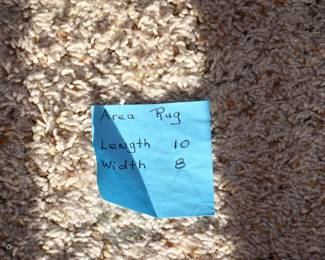 Area Rug
Length 10
Width 8